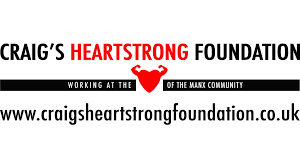 CRAIG'S HEARTSTRONG FOUNDATION
WORKING AT THE OF THE MANX COMMUNITY
www.craigsheartstrongfoundation.co.uk